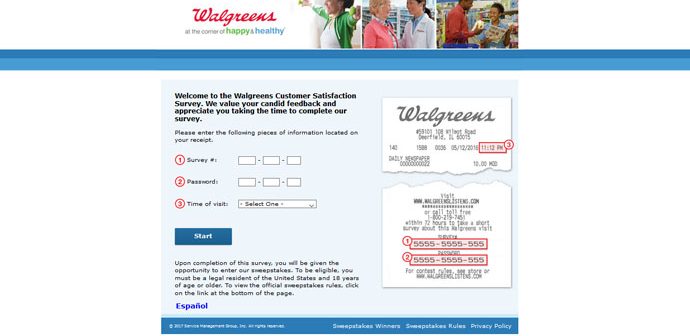 Walgreens
at the corner of happy & healthy
Welcome to the Walgreens Customer Satisfaction
Survey. We value your candid feedback and
appreciate you taking the time to complete our
survey.
Please enter the following pieces of information located on
your receipt.
1 Survey #: - -
2 Password: - -
3 Time of visit: - Select One -
Start
Upon completion of this survey, you will be given the
opportunity to enter our sweepstakes. To be eligible, you
must be a legal resident of the United States and 18 years
of age or older. To view the official sweepstakes rules, click
on the link at the bottom of the page.
Español
Walgreens
#59101 108 Wilmot Road
Deerfield, IL 60015
140 1598 0036 05/12/2016 11:12 PM 3
DAILY NEWSPAPER
00000000022 10.00
Visit
WWW.WALGREENSLISTENS.COM
or call toll free
1-800-219-7451
within 72 hours to take a short
survey about this Walgreens visit
SURVEY#
1 5555-5555-555
PASSWORD
2 5555-5555-555
For contest rules, see store or
WWW.WALGREENSLISTENS.COM
© 2017 Service Management Group, Inc. All rights reserved.
Sweepstakes Winners Sweepstakes Rules Privacy Policy